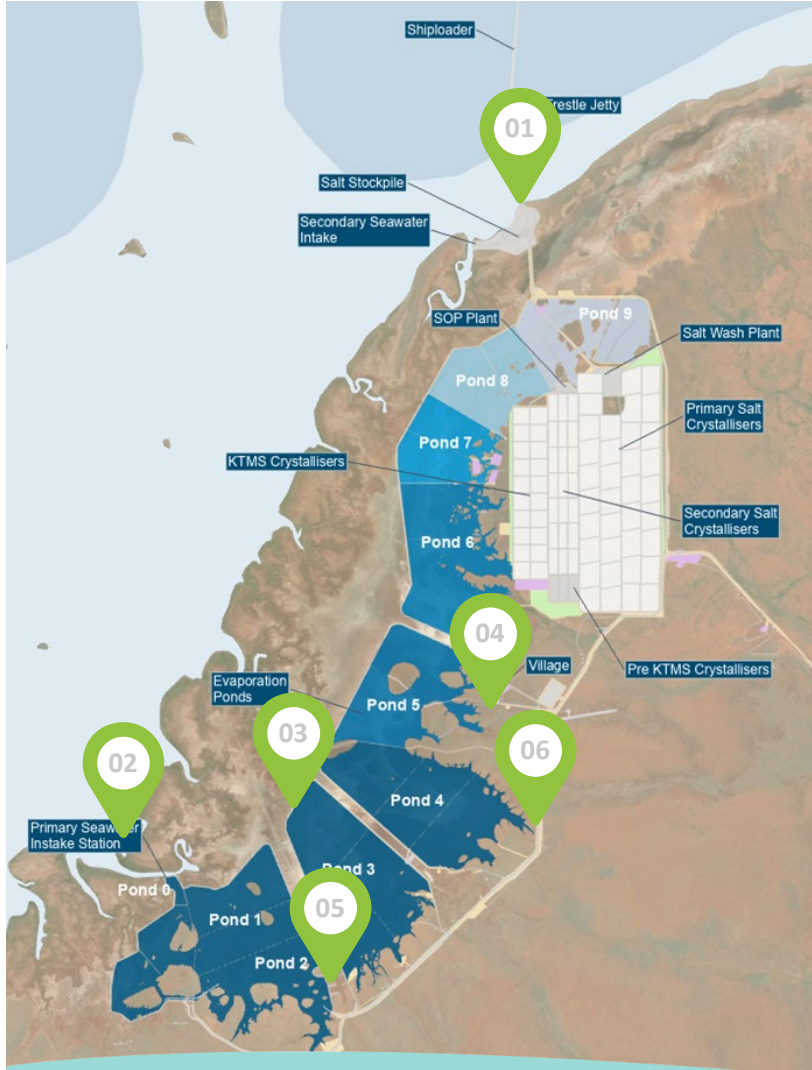 Shiploader
Trestle Jetty
01
Salt Stockpile
Secondary Seawater
Intake
SOP Plant
Pond 9
Salt Wash Plant
Pond 8
Primary Salt
Crystallisers
Pond 7
KTMS Crystallisers
Secondary Salt
Crystallisers
Pond 6
04
Village
Pre KTMS Crystallisers
Evaporation
Ponds
Pond 5
03
06
02
Pond 4
Primary Seawater
Instake Station
Pond 3
Pond 0
05
Pond 1
Pond 2